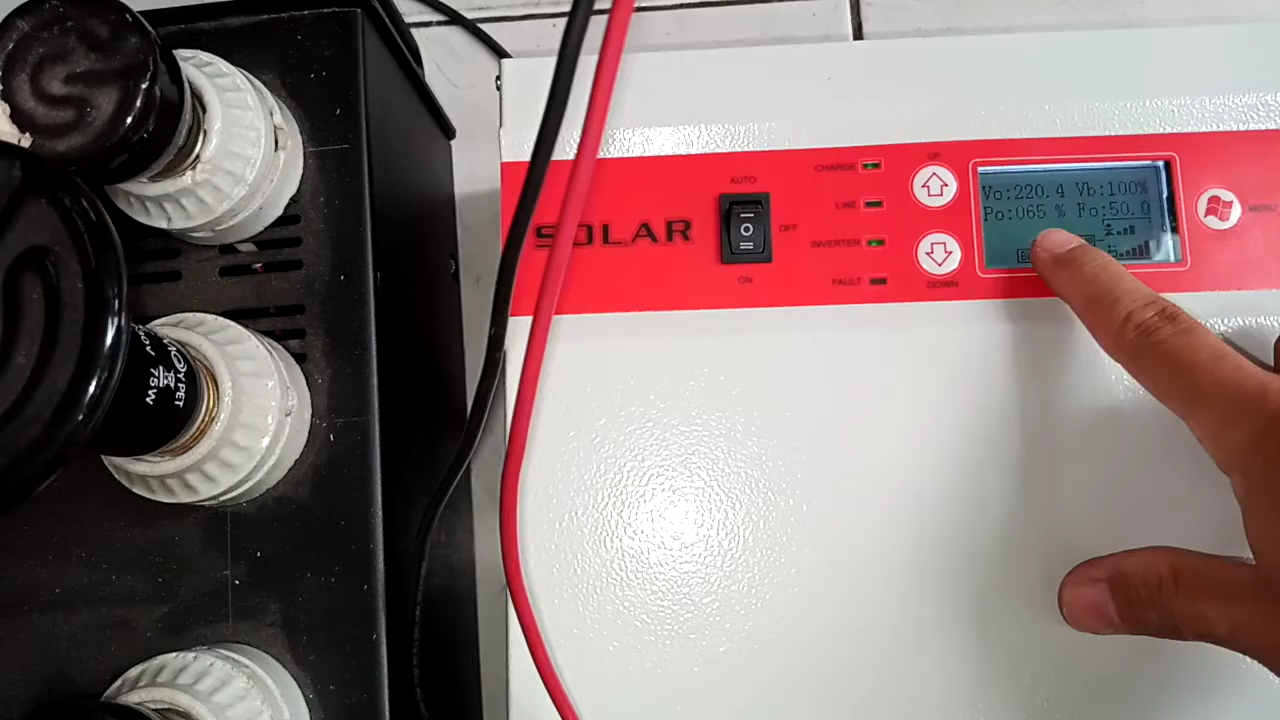 SOLAR
AUTO
OFF
ON
CHARGE
LINE
INVERTER
FAULT
UP
DOWN
Vo:220.4 Vb:100%
Po:065 % Fo:50.0
MENU
75W